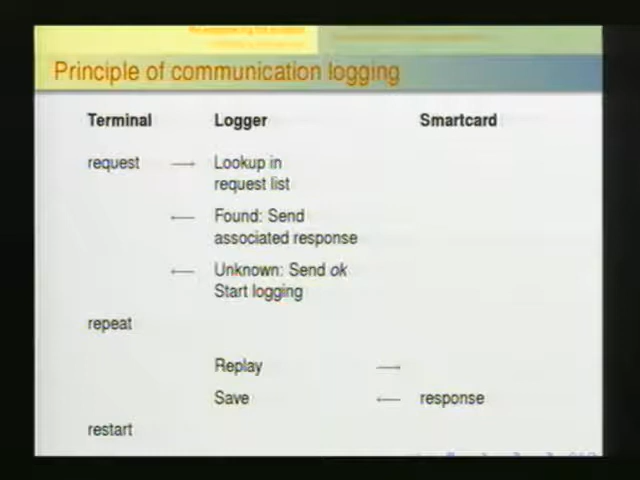 Principle of communication logging
Terminal Logger Smartcard
request → Lookup in
request list
← Found: Send
associated response
← Unknown: Send ok
Start logging
repeat
Replay →
Save ← response
restart